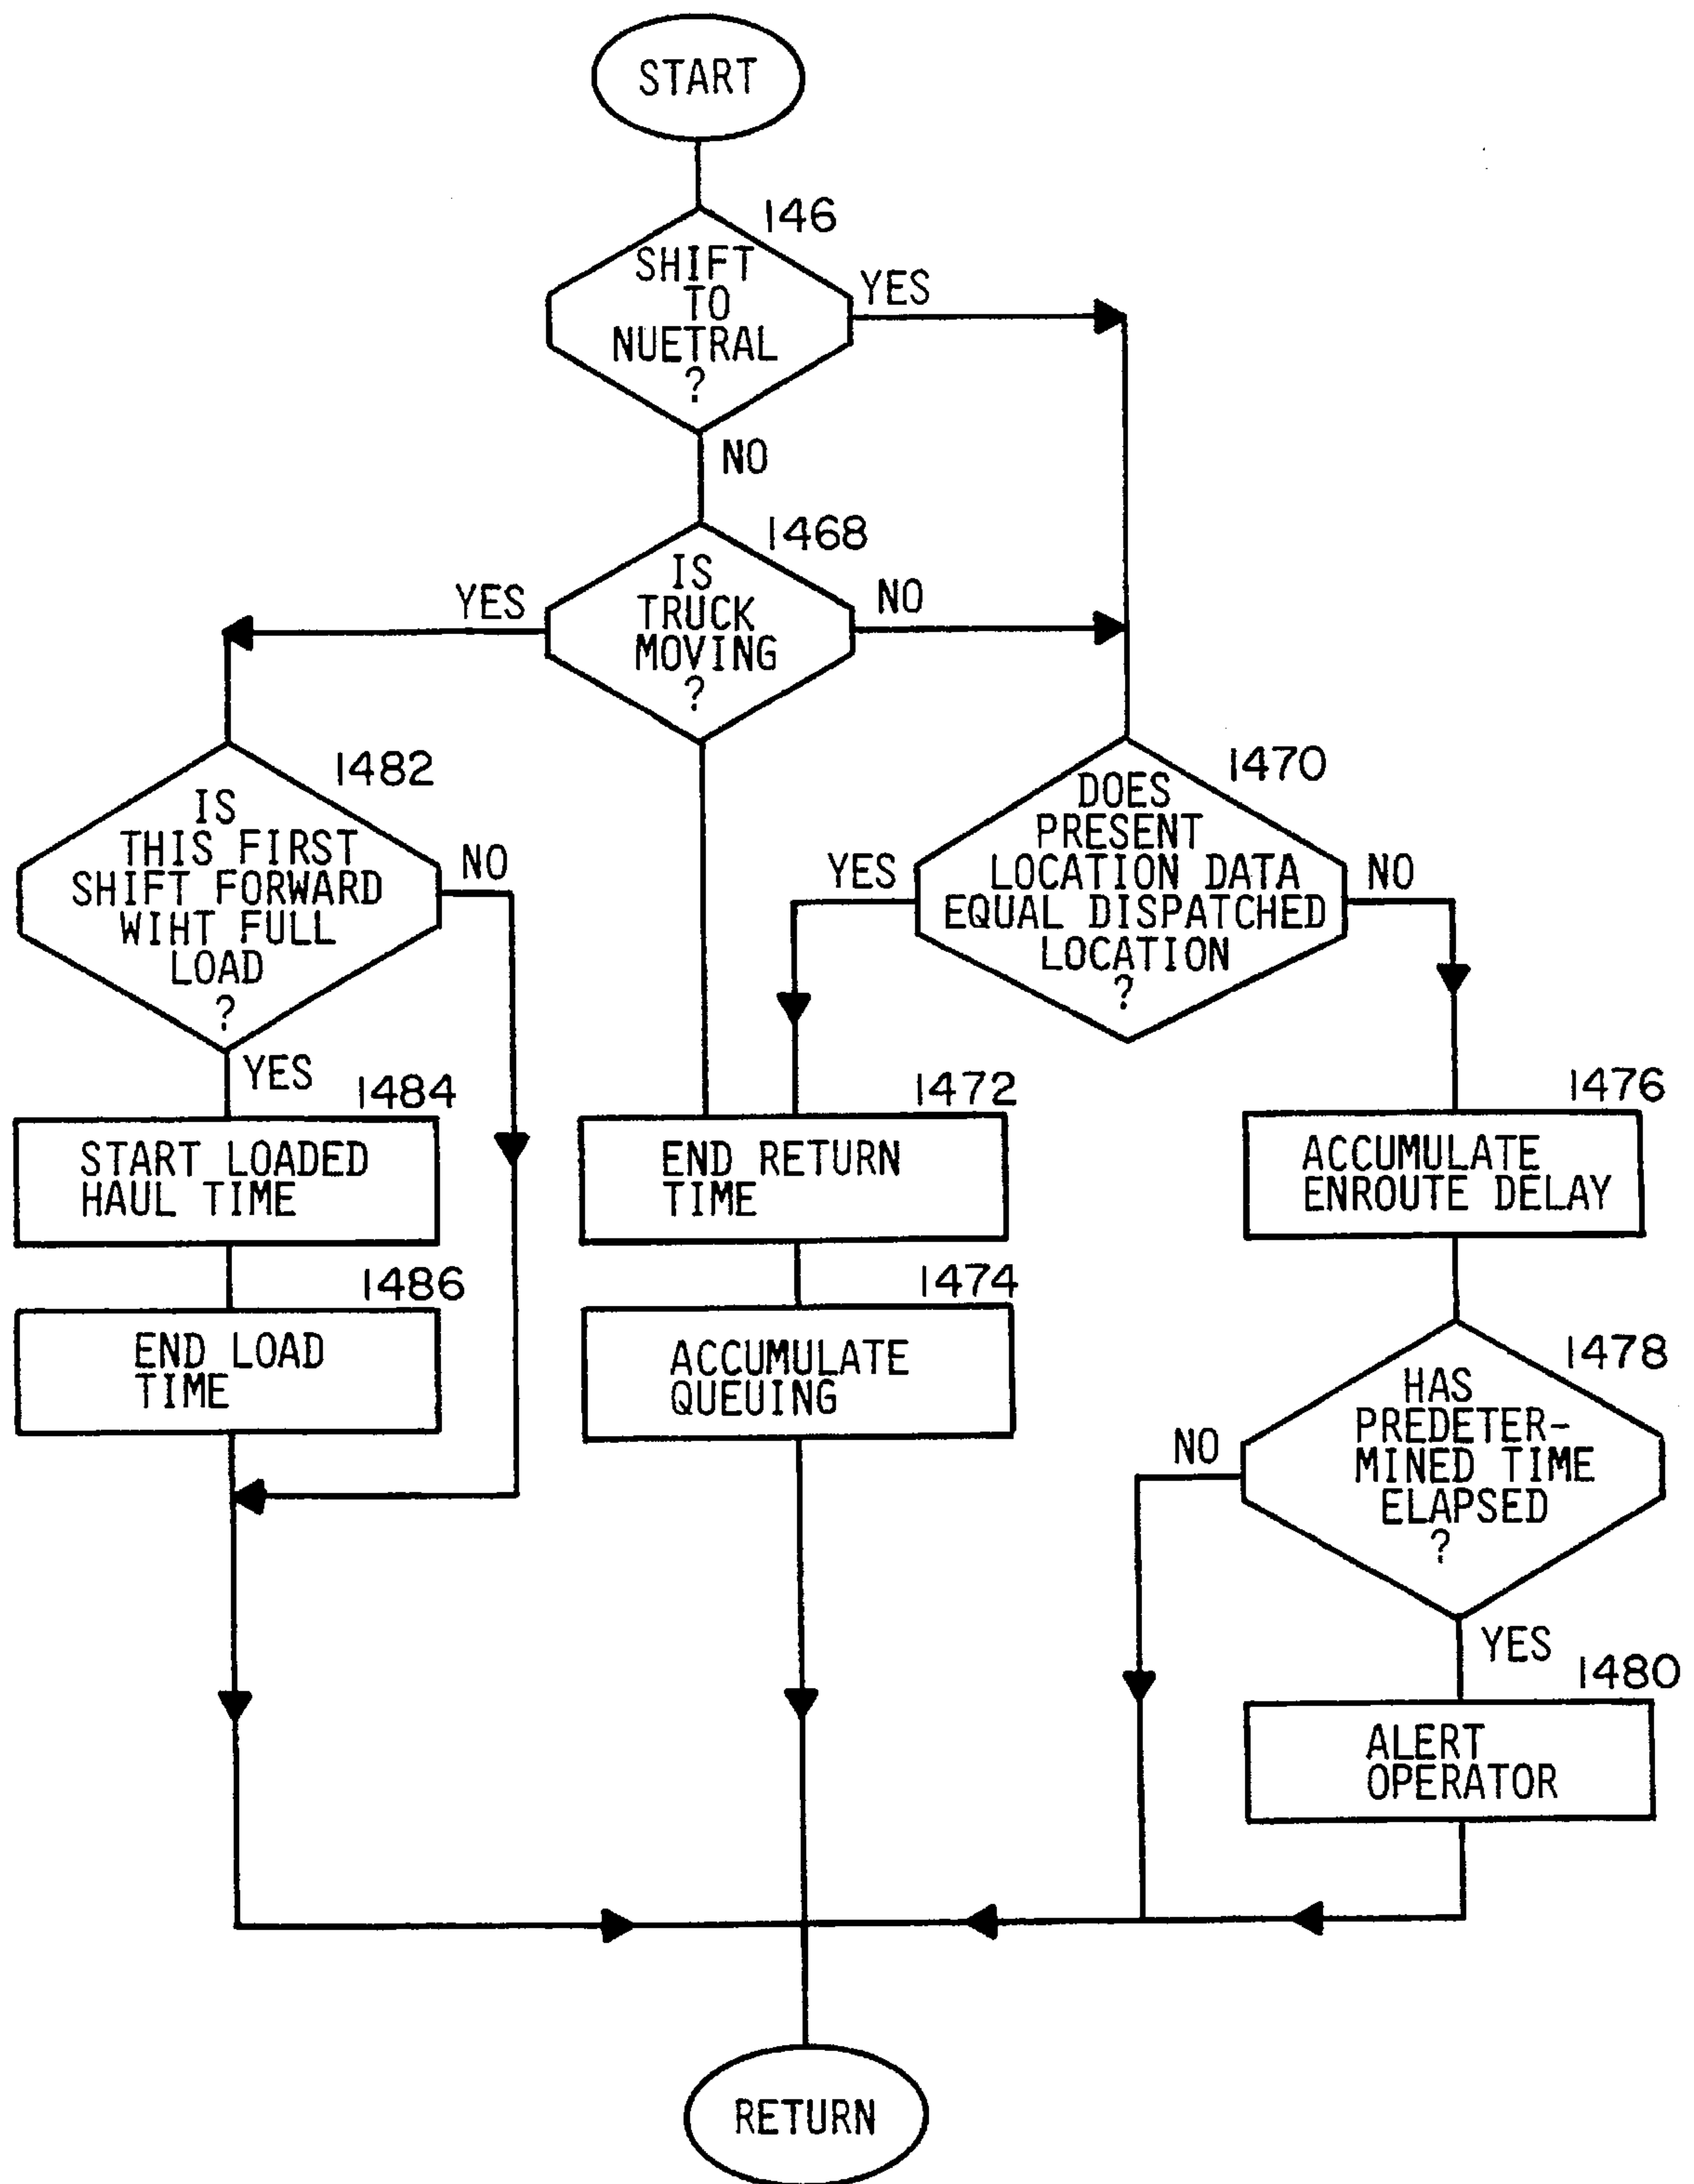 START
146
SHIFT
TO
NUETRAL
?
YES
NO
1468
IS
TRUCK
MOVING
?
YES
NO
1482
IS
THIS FIRST
SHIFT FORWARD
WIHT FULL
LOAD
?
NO
YES
1470
DOES
PRESENT
LOCATION DATA
EQUAL DISPATCHED
LOCATION
?
YES
NO
1484
START LOADED
HAUL TIME
1472
END RETURN
TIME
1476
ACCUMULATE
ENROUTE DELAY
1486
END LOAD
TIME
1474
ACCUMULATE
QUEUING
1478
HAS
PREDETER-
MINED TIME
ELAPSED
?
NO
YES
1480
ALERT
OPERATOR
RETURN